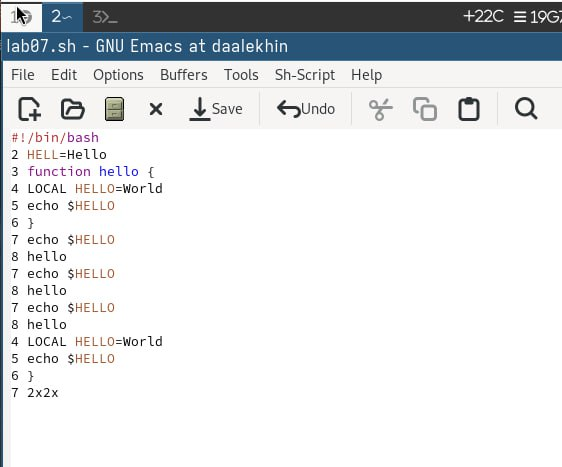 2
3
+22C 19G
lab07.sh - GNU Emacs at daalekhin
File Edit Options Buffers Tools Sh-Script Help
Save Undo
#!/bin/bash
2 HELL=Hello
3 function hello {
4 LOCAL HELLO=World
5 echo $HELLO
6 }
7 echo $HELLO
8 hello
7 echo $HELLO
8 hello
7 echo $HELLO
8 hello
4 LOCAL HELLO=World
5 echo $HELLO
6 }
7 2x2x